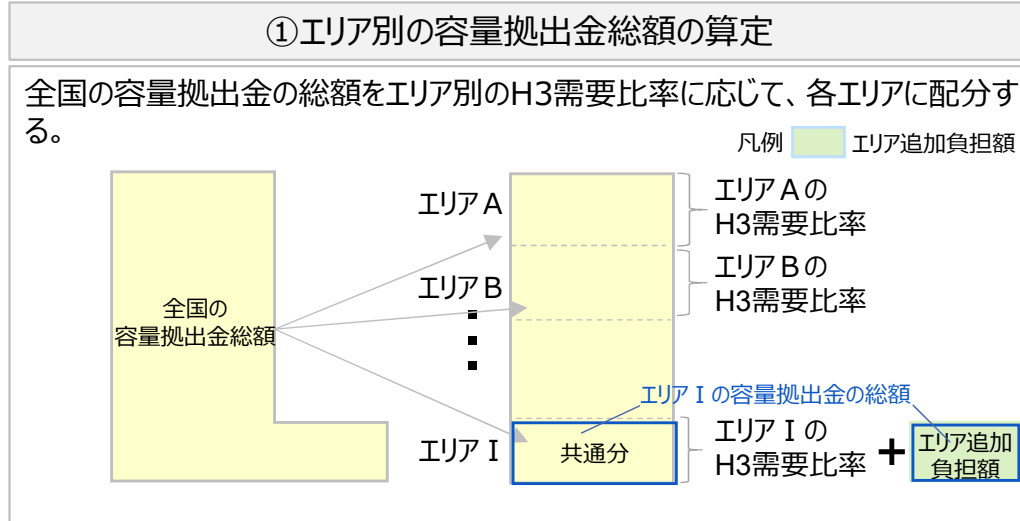 ①エリア別の容量拠出金総額の算定
全国の容量拠出金の総額をエリア別のH3需要比率に応じて、各エリアに配分す
る。
凡例 エリア追加負担額
エリアA
エリアAの
H3需要比率
エリアB
エリアBの
H3需要比率
全国の
容量拠出金総額
エリアⅠの容量拠出金の総額
エリアⅠ
共通分
エリアⅠの
H3需要比率
+
エリア追加
負担額